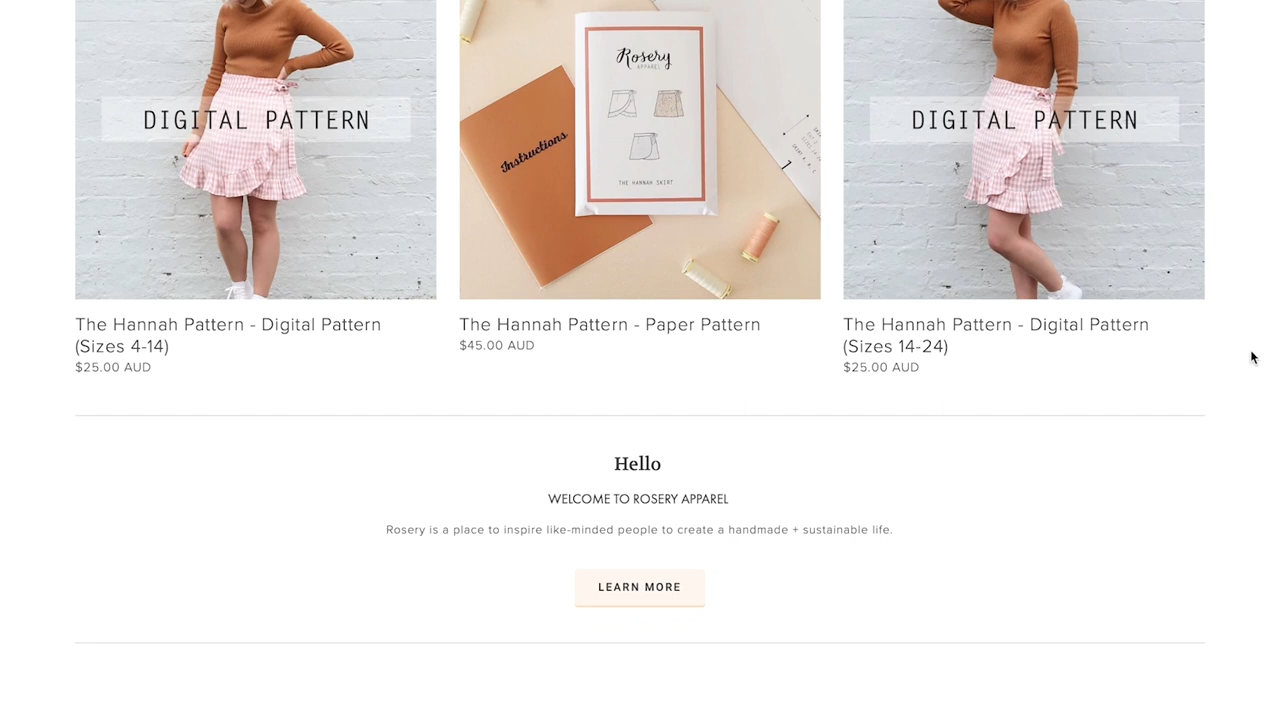 DIGITAL PATTERN
Rosery
APPAREL
Instructions
THE HANNAH SKIRT
1
DIGITAL PATTERN
The Hannah Pattern - Digital Pattern
(Sizes 4-14)
$25.00 AUD
The Hannah Pattern - Paper Pattern
$45.00 AUD
The Hannah Pattern - Digital Pattern
(Sizes 14-24)
$25.00 AUD
Hello
WELCOME TO ROSERY APPAREL
Rosery is a place to inspire like-minded people to create a handmade + sustainable life.
LEARN MORE